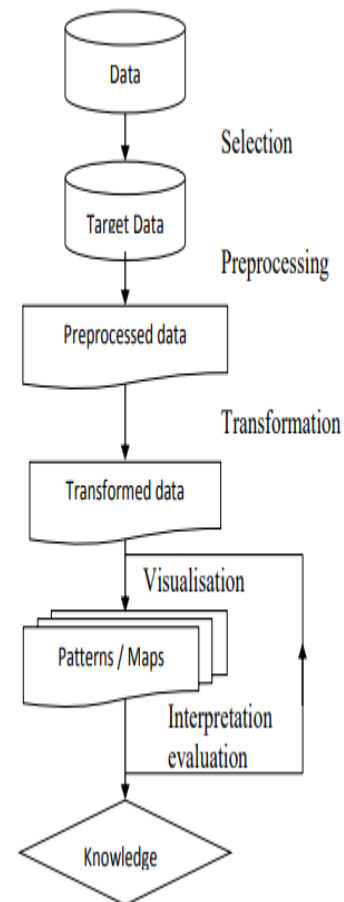 Data
Selection
Target Data
Preprocessing
Preprocessed data
Transformation
Transformed data
Visualisation
Patterns / Maps
Interpretation
evaluation
Knowledge